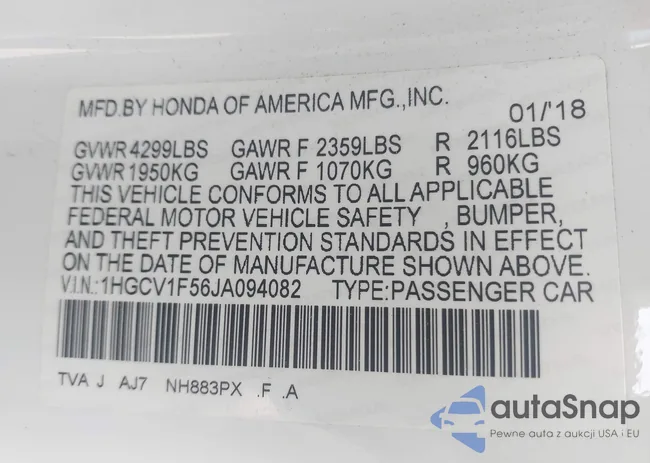 MFD.BY HONDA OF AMERICA MFG.,INC. 01/'18
GVWR 4299LBS GAWR F 2359LBS R 2116LBS
GVWR 1950KG GAWR F 1070KG R 960KG
THIS VEHICLE CONFORMS TO ALL APPLICABLE
FEDERAL MOTOR VEHICLE SAFETY , BUMPER,
AND THEFT PREVENTION STANDARDS IN EFFECT
ON THE DATE OF MANUFACTURE SHOWN ABOVE.
V.I.N.:1HGCV1F56JA094082 TYPE:PASSENGER CAR
TVA J AJ7 NH883PX .F .A
autaSnap
Pewne auta z aukcji USA i EU